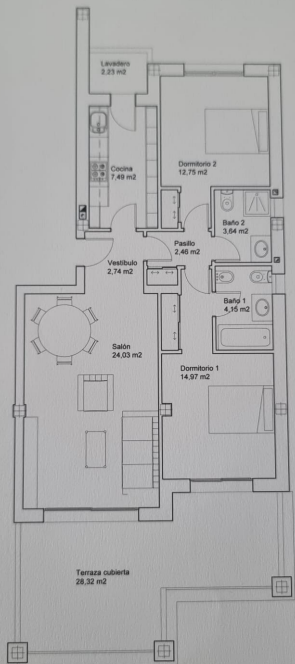 Lavadero
2,23 m2
Cocina
7,49 m2
Dormitorio 2
12,75 m2
Baño 2
3,64 m2
Pasillo
2,46 m2
Vestíbulo
2,74 m2
Baño 1
4,15 m2
Salón
24,03 m2
Dormitorio 1
14,97 m2
Terraza cubierta
28,32 m2